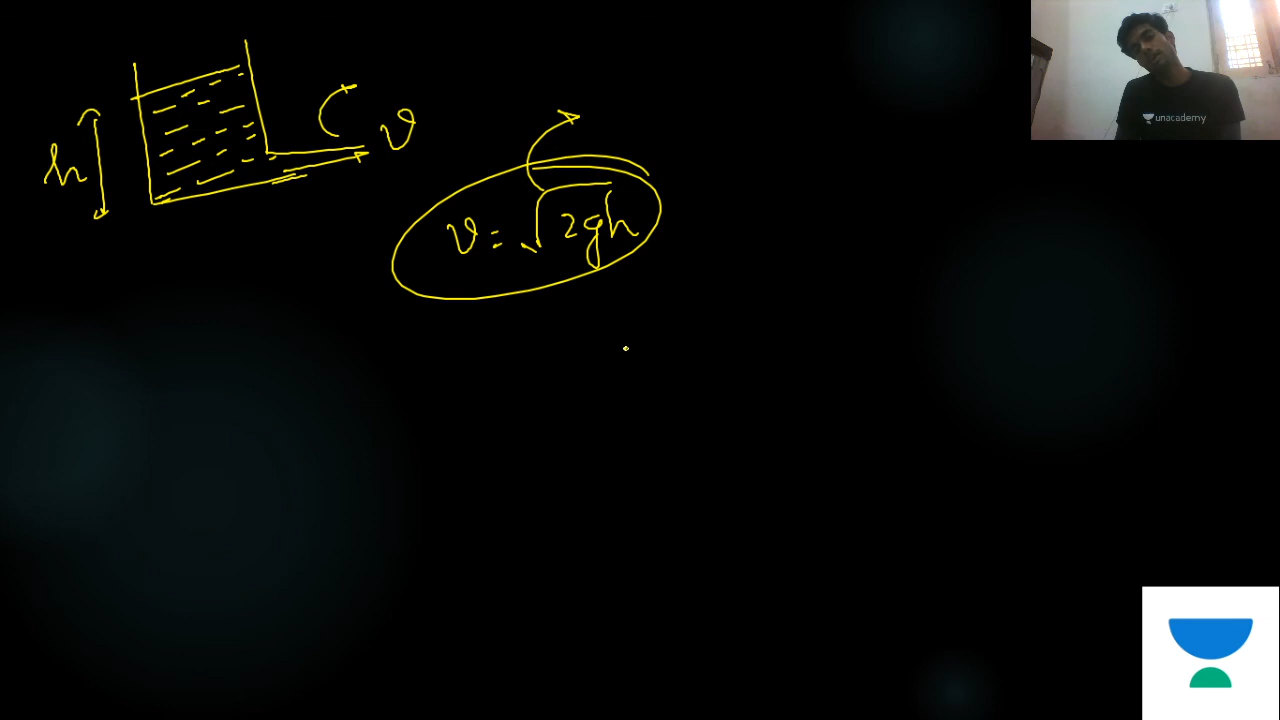 h
v
v = √2gh
unacademy